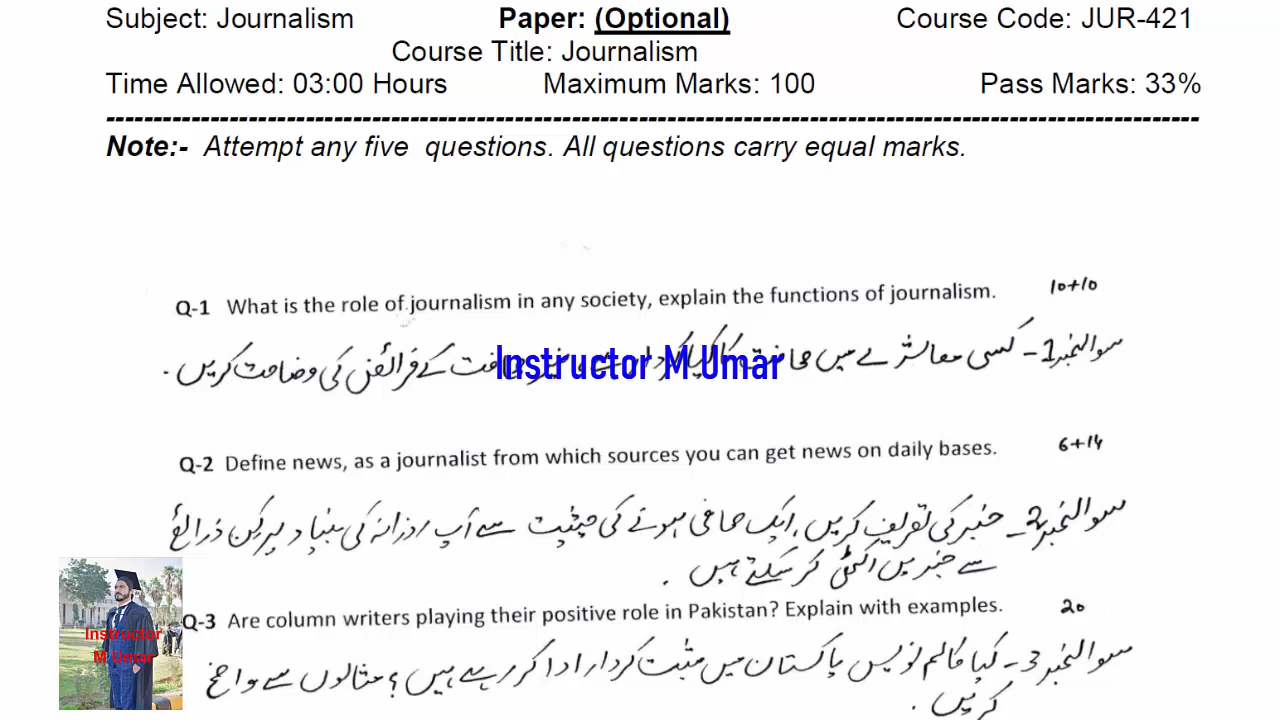 Subject: Journalism Paper: (Optional) Course Code: JUR-421
Course Title: Journalism
Time Allowed: 03:00 Hours Maximum Marks: 100 Pass Marks: 33%
Note:- Attempt any five questions. All questions carry equal marks.
Q-1 What is the role of journalism in any society, explain the functions of journalism. 10+10
سوال نمبر 1- کسی معاشرے میں صحافت کا کیا کردار کے فرائض کی وضاحت کریں.
Instructor M Umar
Q-2 Define news, as a journalist from which sources you can get news on daily bases. 6+14
سوال نمبر 2- خبر کی تعریف کریں، ایک صحافی ہونے کی حیثیت سے آپ روزانہ کی بنیاد پر کن ذرائع
سے خبریں اکٹھی کر سکتے ہیں.
Q-3 Are column writers playing their positive role in Pakistan? Explain with examples. 20
سوال نمبر 3- کیا کالم نویس پاکستان میں مثبت کردار ادا کر رہے ہیں؟ مثالوں سے واضح
کریں.
Instructor
M Umar